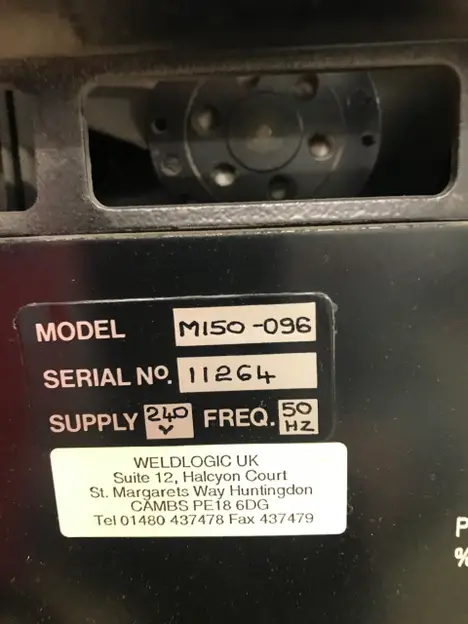 MODEL M150-096
SERIAL No. 11264
SUPPLY 240 V FREQ. 50 HZ
WELDLOGIC UK
Suite 12, Halcyon Court
St. Margarets Way Huntingdon
CAMBS PE18 6DG
Tel 01480 437478 Fax 437479
P
%